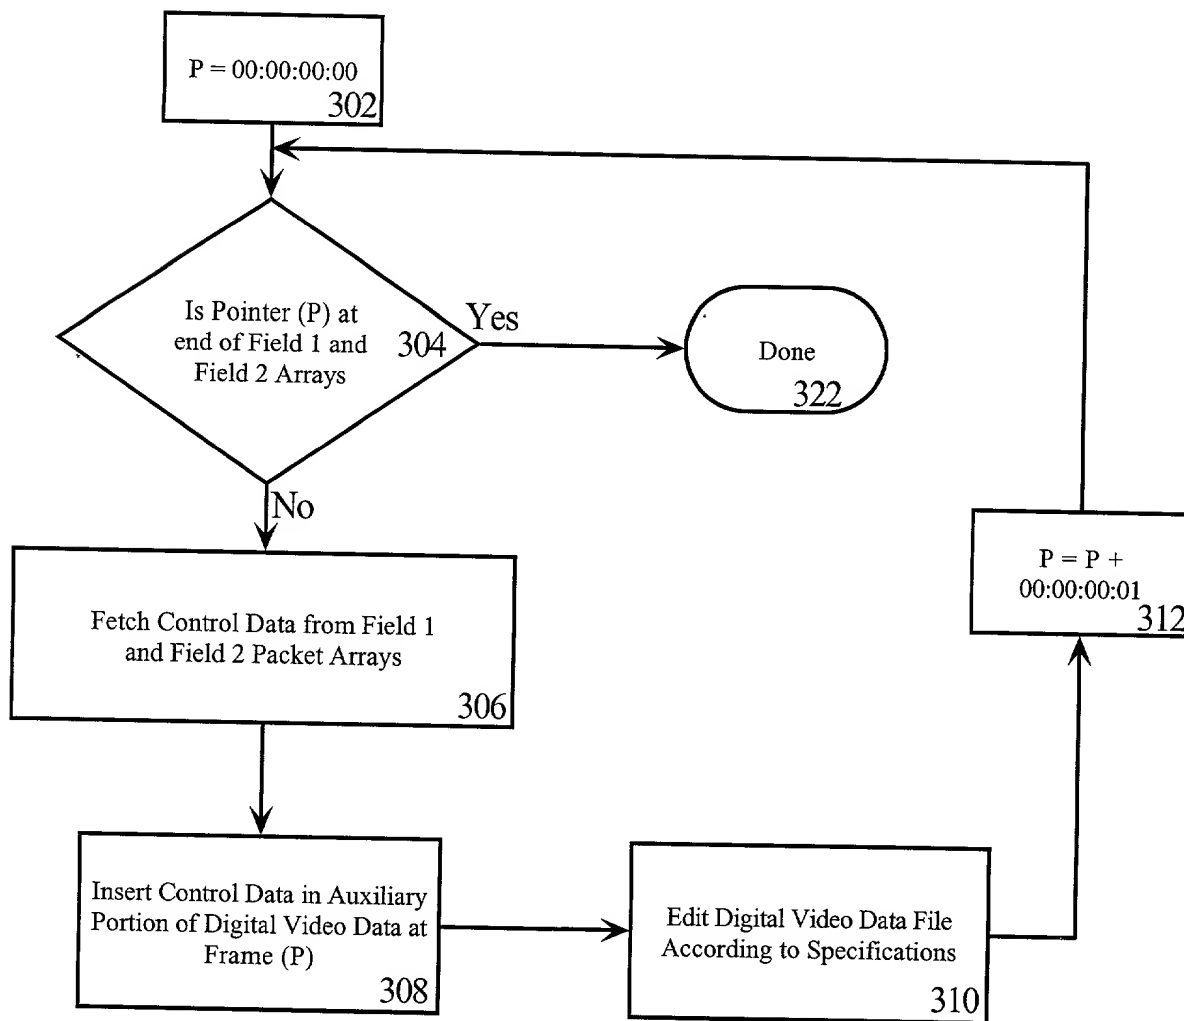 P = 00:00:00:00
302
Is Pointer (P) at
end of Field 1 and
Field 2 Arrays
304
Yes
Done
322
No
Fetch Control Data from Field 1
and Field 2 Packet Arrays
306
P = P +
00:00:00:01
312
Insert Control Data in Auxiliary
Portion of Digital Video Data at
Frame (P)
308
Edit Digital Video Data File
According to Specifications
310